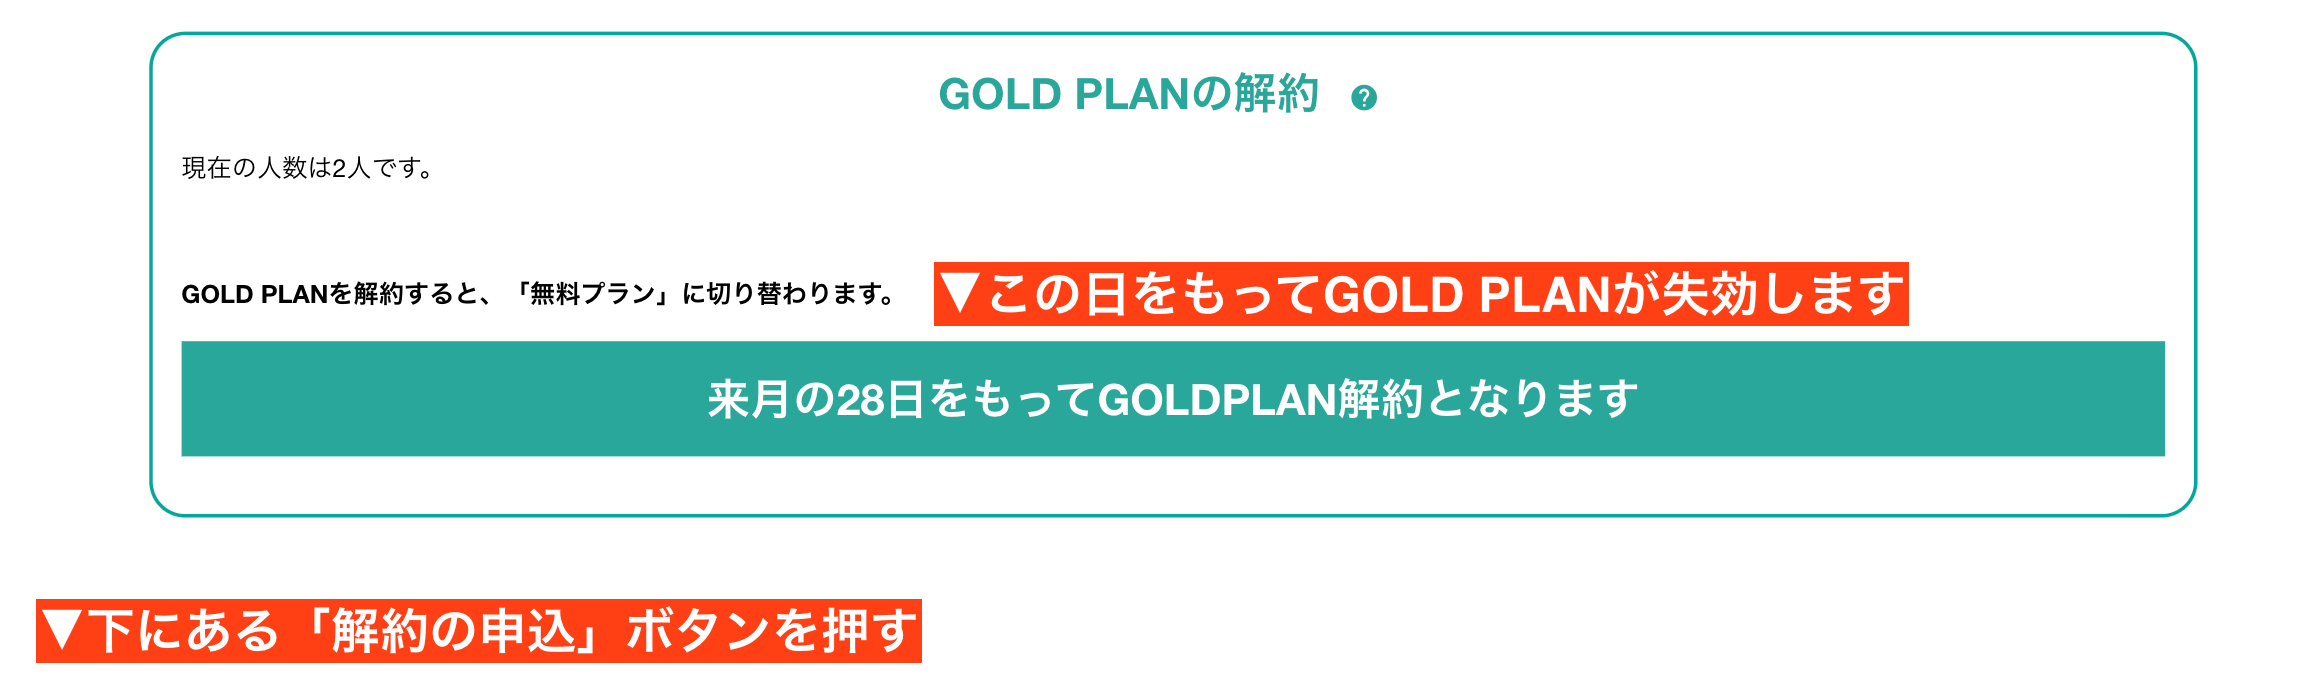 GOLD PLANの解約 ?
現在の人数は2人です。
GOLD PLANを解約すると、「無料プラン」に切り替わります。
▼この日をもってGOLD PLANが失効します
来月の28日をもってGOLDPLAN解約となります
▼下にある「解約の申込」ボタンを押す